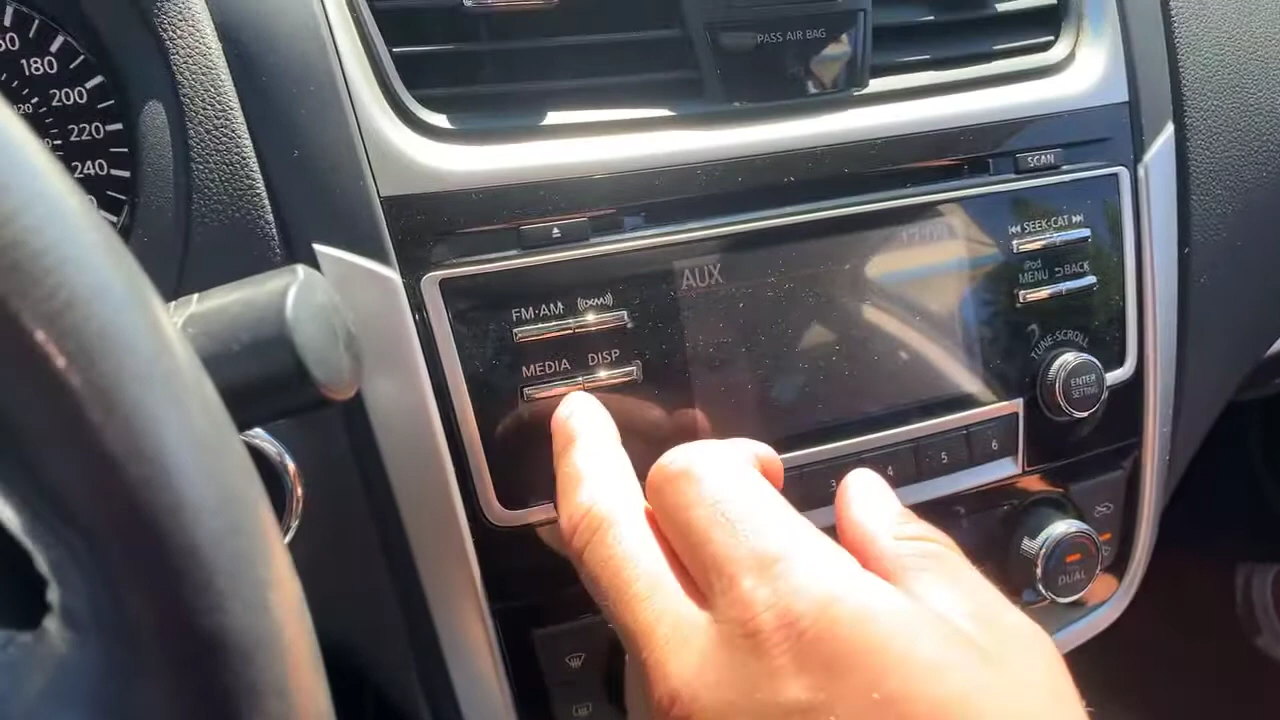 180
200
220
240
PASS AIR BAG
SCAN
AUX
SEEK·CAT
iPod
MENU BACK
FM·AM ((XM))
MEDIA DISP
TUNE·SCROLL
ENTER
SETTING
3 4 5 6
DUAL